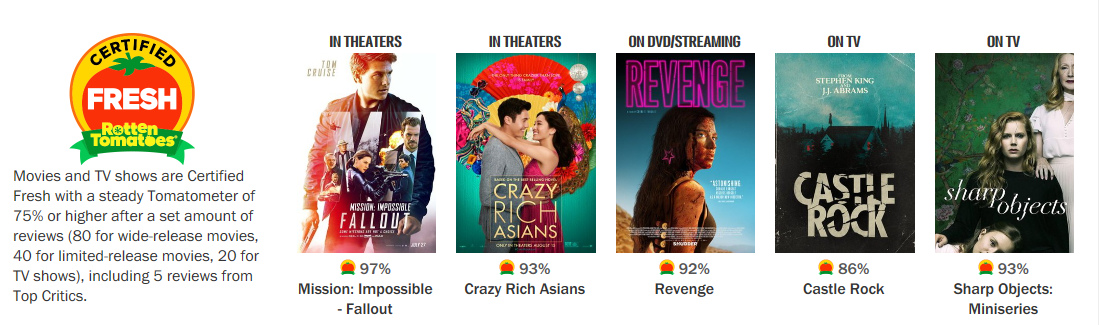 CERTIFIED
FRESH
Rotten
Tomatoes
Movies and TV shows are Certified
Fresh with a steady Tomatometer of
75% or higher after a set amount of
reviews (80 for wide-release movies,
40 for limited-release movies, 20 for
TV shows), including 5 reviews from
Top Critics.
IN THEATERS
TOM
CRUISE
MISSION: IMPOSSIBLE
FALLOUT
JULY 27
97%
Mission: Impossible
- Fallout
IN THEATERS
CRAZY
RICH
ASIANS
ONLY IN THEATERS AUGUST 15
93%
Crazy Rich Asians
ON DVD/STREAMING
REVENGE
SHUDDER
92%
Revenge
ON TV
STEPHEN KING
AND
J.J. ABRAMS
CASTLE
ROCK
86%
Castle Rock
ON TV
sharp
objects
93%
Sharp Objects:
Miniseries